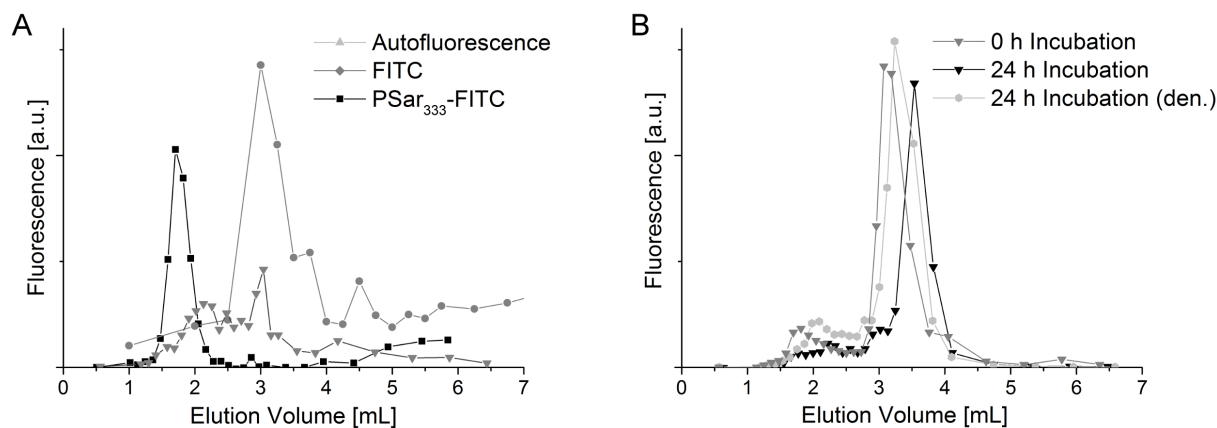 A
Autofluorescence
FITC
PSar₃₃₃-FITC
Fluorescence [a.u.]
0 1 2 3 4 5 6 7
Elution Volume [mL]
B
0 h Incubation
24 h Incubation
24 h Incubation (den.)
Fluorescence [a.u.]
0 1 2 3 4 5 6 7
Elution Volume [mL]